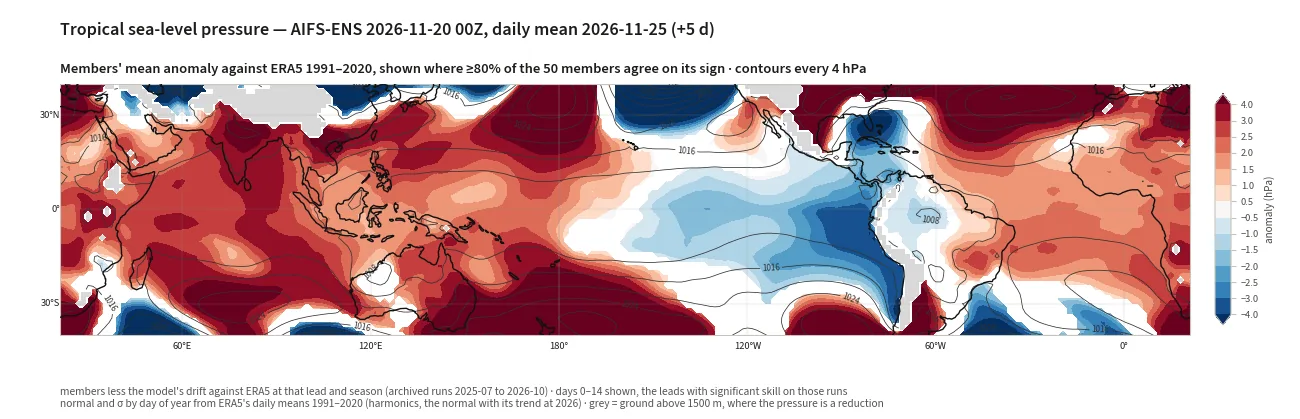 Tropical sea-level pressure — AIFS-ENS 2026-11-20 00Z, daily mean 2026-11-25 (+5 d)
Members' mean anomaly against ERA5 1991–2020, shown where ≥80% of the 50 members agree on its sign · contours every 4 hPa
30°N
0°
30°S
60°E
120°E
180°
120°W
60°W
0°
1016
1016
1016
1016
1008
1016
1024
1016
1016
4.0
3.0
2.5
2.0
1.5
1.0
0.5
−0.5
−1.0
−1.5
−2.0
−2.5
−3.0
−4.0
anomaly (hPa)
members less the model's drift against ERA5 at that lead and season (archived runs 2025-07 to 2026-10) · days 0–14 shown, the leads with significant skill on those runs
normal and σ by day of year from ERA5's daily means 1991–2020 (harmonics, the normal with its trend at 2026) · grey = ground above 1500 m, where the pressure is a reduction